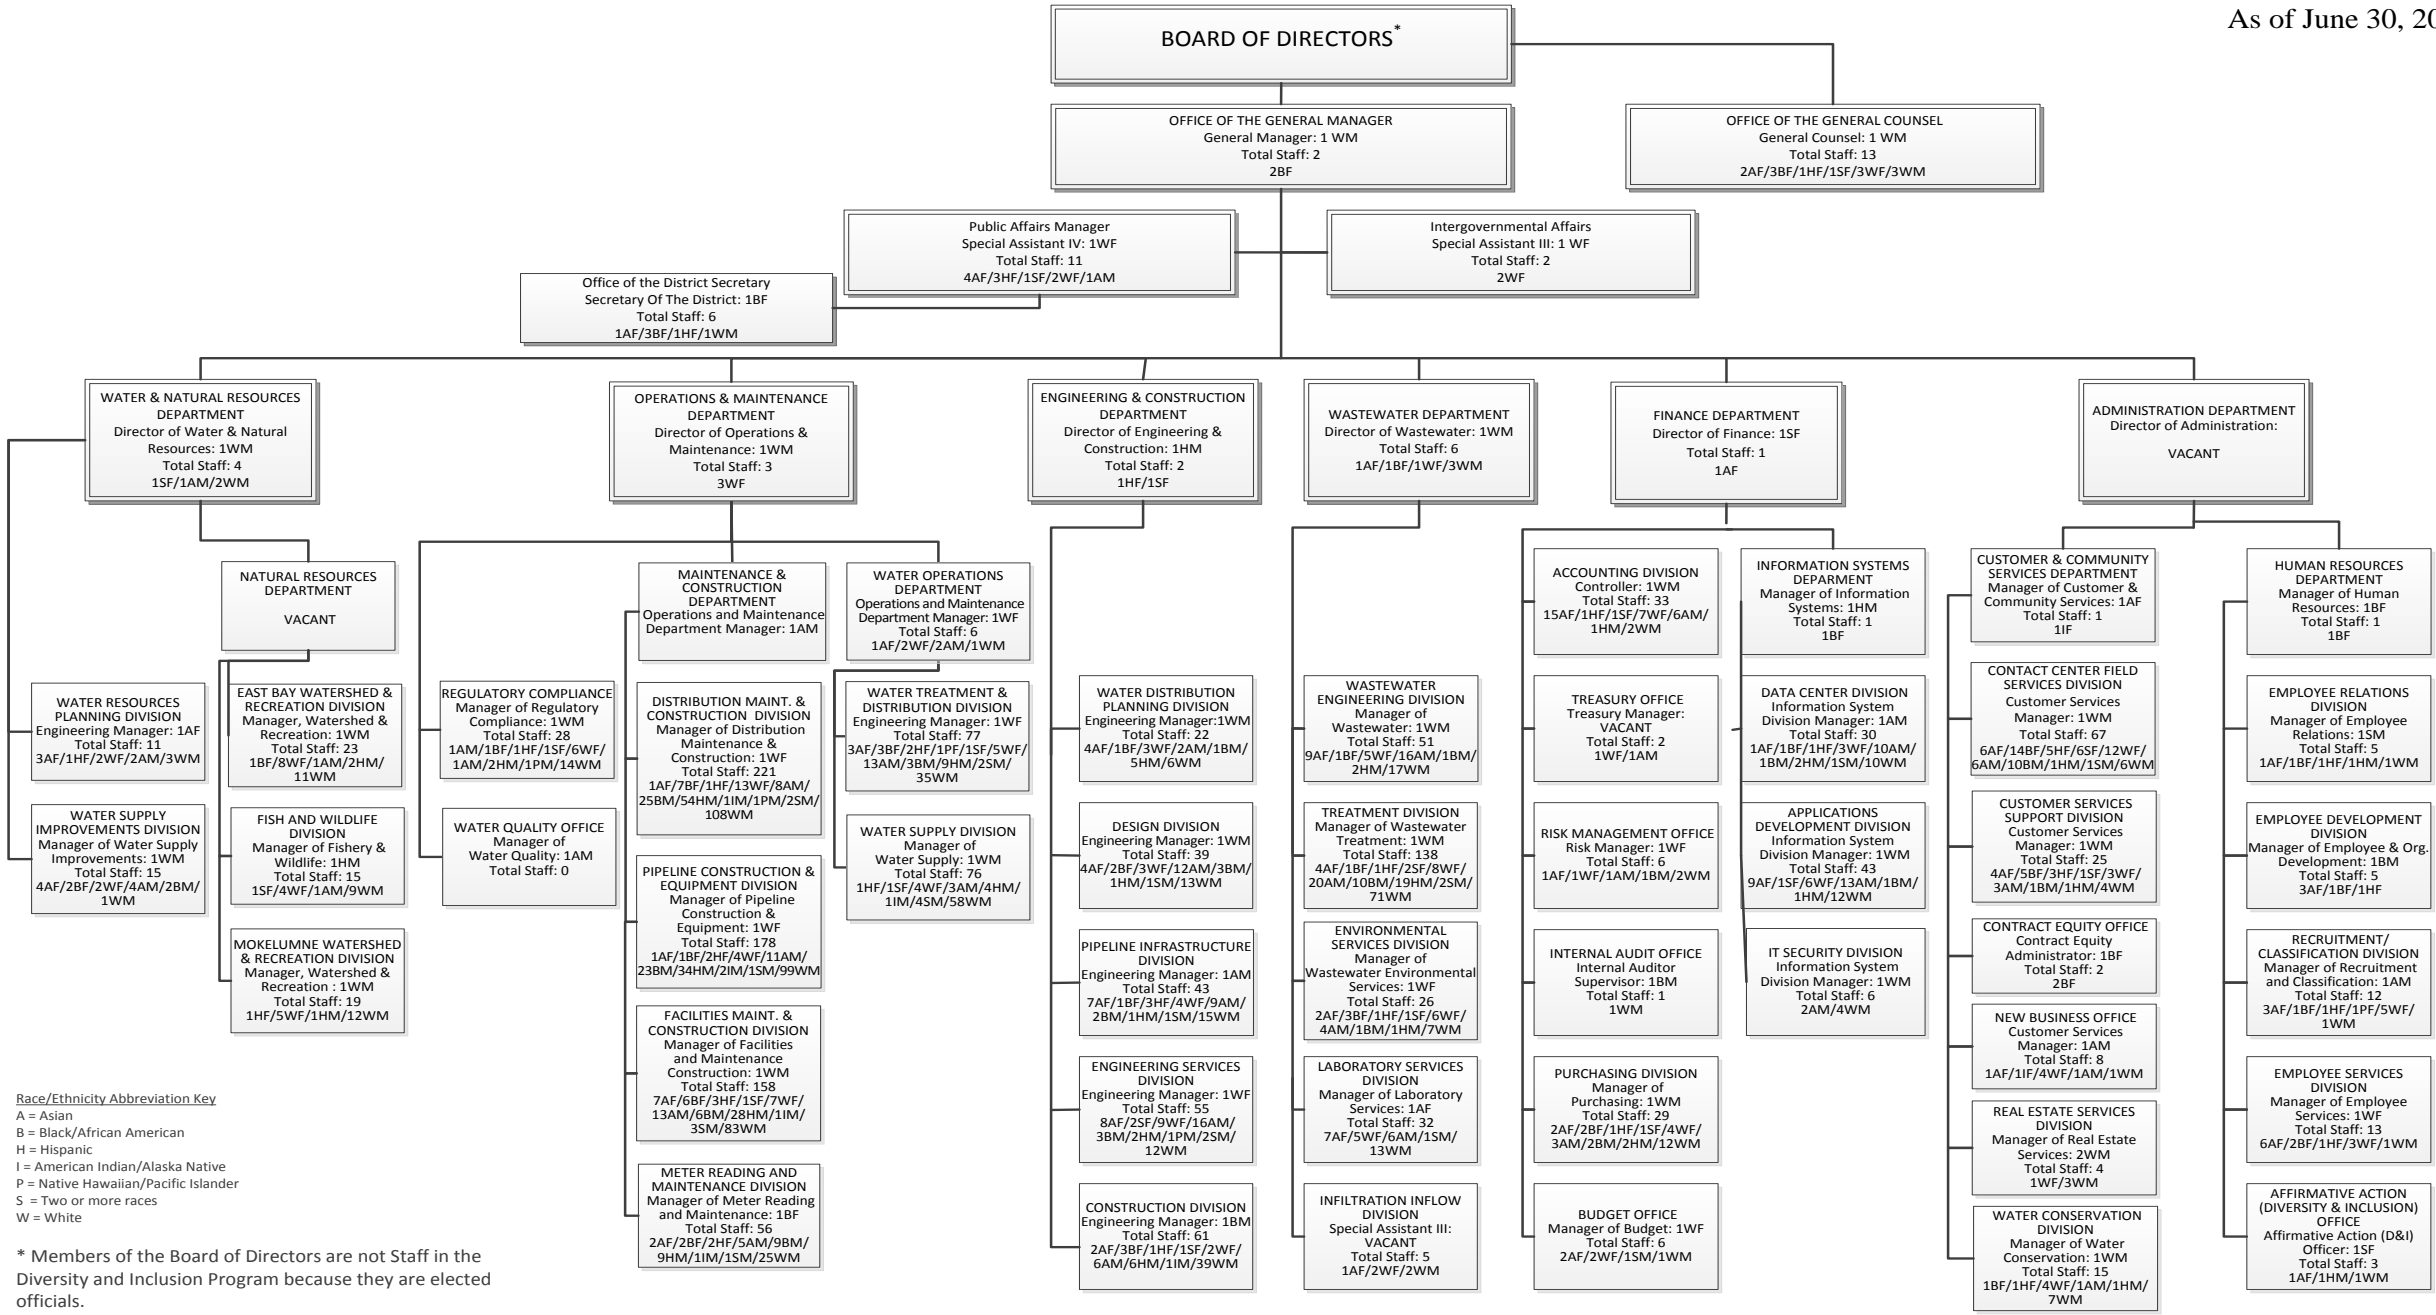 As of June 30, 20
BOARD OF DIRECTORS*
OFFICE OF THE GENERAL MANAGER
General Manager: 1 WM
Total Staff: 2
2BF
OFFICE OF THE GENERAL COUNSEL
General Counsel: 1 WM
Total Staff: 13
2AF/3BF/1HF/1SF/3WF/3WM
Public Affairs Manager
Special Assistant IV: 1WF
Total Staff: 11
4AF/3HF/1SF/2WF/1AM
Intergovernmental Affairs
Special Assistant III: 1 WF
Total Staff: 2
2WF
Office of the District Secretary
Secretary Of The District: 1BF
Total Staff: 6
1AF/3BF/1HF/1WM
WATER & NATURAL RESOURCES
DEPARTMENT
Director of Water & Natural
Resources: 1WM
Total Staff: 4
1SF/1AM/2WM
OPERATIONS & MAINTENANCE
DEPARTMENT
Director of Operations &
Maintenance: 1WM
Total Staff: 3
3WF
ENGINEERING & CONSTRUCTION
DEPARTMENT
Director of Engineering &
Construction: 1HM
Total Staff: 2
1HF/1SF
WASTEWATER DEPARTMENT
Director of Wastewater: 1WM
Total Staff: 6
1AF/1BF/1WF/3WM
FINANCE DEPARTMENT
Director of Finance: 1SF
Total Staff: 1
1AF
ADMINISTRATION DEPARTMENT
Director of Administration:
VACANT
NATURAL RESOURCES
DEPARTMENT
VACANT
MAINTENANCE &
CONSTRUCTION
DEPARTMENT
Operations and Maintenance
Department Manager: 1AM
WATER OPERATIONS
DEPARTMENT
Operations and Maintenance
Department Manager: 1WF
Total Staff: 6
1AF/2WF/2AM/1WM
ACCOUNTING DIVISION
Controller: 1WM
Total Staff: 33
15AF/1HF/1SF/7WF/6AM/
1HM/2WM
INFORMATION SYSTEMS
DEPARTMENT
Manager of Information
Systems: 1HM
Total Staff: 1
1BF
CUSTOMER & COMMUNITY
SERVICES DEPARTMENT
Manager of Customer &
Community Services: 1AF
Total Staff: 1
1IF
HUMAN RESOURCES
DEPARTMENT
Manager of Human
Resources: 1BF
Total Staff: 1
1BF
WATER RESOURCES
PLANNING DIVISION
Engineering Manager: 1AF
Total Staff: 11
3AF/1HF/2WF/2AM/3WM
EAST BAY WATERSHED &
RECREATION DIVISION
Manager, Watershed &
Recreation: 1WM
Total Staff: 23
1BF/8WF/1AM/2HM/
11WM
REGULATORY COMPLIANCE
Manager of Regulatory
Compliance: 1WM
Total Staff: 28
1AM/1BF/1HF/1SF/6WF/
1AM/2HM/1PM/14WM
DISTRIBUTION MAINT. &
CONSTRUCTION DIVISION
Manager of Distribution
Maintenance &
Construction: 1WF
Total Staff: 221
1AF/7BF/1HF/13WF/8AM/
25BM/54HM/1IM/1PM/2SM/
108WM
WATER TREATMENT &
DISTRIBUTION DIVISION
Engineering Manager: 1WF
Total Staff: 77
3AF/3BF/2HF/1PF/1SF/5WF/
13AM/3BM/9HM/2SM/
35WM
WATER DISTRIBUTION
PLANNING DIVISION
Engineering Manager:1WM
Total Staff: 22
4AF/1BF/3WF/2AM/1BM/
5HM/6WM
WASTEWATER
ENGINEERING DIVISION
Manager of
Wastewater: 1WM
Total Staff: 51
9AF/1BF/5WF/16AM/1BM/
2HM/17WM
TREASURY OFFICE
Treasury Manager:
VACANT
Total Staff: 2
1WF/1AM
DATA CENTER DIVISION
Information System
Division Manager: 1AM
Total Staff: 30
1AF/1BF/1HF/3WF/10AM/
1BM/2HM/1SM/10WM
CONTACT CENTER FIELD
SERVICES DIVISION
Customer Services
Manager: 1WM
Total Staff: 67
6AF/14BF/5HF/6SF/12WF/
6AM/10BM/1HM/1SM/6WM
EMPLOYEE RELATIONS
DIVISION
Manager of Employee
Relations: 1SM
Total Staff: 5
1AF/1BF/1HF/1HM/1WM
WATER SUPPLY
IMPROVEMENTS DIVISION
Manager of Water Supply
Improvements: 1WM
Total Staff: 15
4AF/2BF/2WF/4AM/2BM/
1WM
FISH AND WILDLIFE
DIVISION
Manager of Fishery &
Wildlife: 1HM
Total Staff: 15
1SF/4WF/1AM/9WM
WATER QUALITY OFFICE
Manager of
Water Quality: 1AM
Total Staff: 0
PIPELINE CONSTRUCTION &
EQUIPMENT DIVISION
Manager of Pipeline
Construction &
Equipment: 1WF
Total Staff: 178
1AF/1BF/2HF/4WF/11AM/
23BM/34HM/2IM/1SM/99WM
WATER SUPPLY DIVISION
Manager of
Water Supply: 1WM
Total Staff: 76
1HF/1SF/4WF/3AM/4HM/
1IM/4SM/58WM
DESIGN DIVISION
Engineering Manager: 1WM
Total Staff: 39
4AF/2BF/3WF/12AM/3BM/
1HM/1SM/13WM
TREATMENT DIVISION
Manager of Wastewater
Treatment: 1WM
Total Staff: 138
4AF/1BF/1HF/2SF/8WF/
20AM/10BM/19HM/2SM/
71WM
RISK MANAGEMENT OFFICE
Risk Manager: 1WF
Total Staff: 6
1AF/1WF/1AM/1BM/2WM
APPLICATIONS
DEVELOPMENT DIVISION
Information System
Division Manager: 1WM
Total Staff: 43
9AF/1SF/6WF/13AM/1BM/
1HM/12WM
CUSTOMER SERVICES
SUPPORT DIVISION
Customer Services
Manager: 1WM
Total Staff: 25
4AF/5BF/3HF/1SF/3WF/
3AM/1BM/1HM/4WM
EMPLOYEE DEVELOPMENT
DIVISION
Manager of Employee & Org.
Development: 1BM
Total Staff: 5
3AF/1BF/1HF
MOKELUMNE WATERSHED
& RECREATION DIVISION
Manager, Watershed &
Recreation : 1WM
Total Staff: 19
1HF/5WF/1HM/12WM
FACILITIES MAINT. &
CONSTRUCTION DIVISION
Manager of Facilities
and Maintenance
Construction: 1WM
Total Staff: 158
7AF/6BF/3HF/1SF/7WF/
13AM/6BM/28HM/1IM/
3SM/83WM
PIPELINE INFRASTRUCTURE
DIVISION
Engineering Manager: 1AM
Total Staff: 43
7AF/1BF/3HF/4WF/9AM/
2BM/1HM/1SM/15WM
ENVIRONMENTAL
SERVICES DIVISION
Manager of
Wastewater Environmental
Services: 1WF
Total Staff: 26
2AF/3BF/1HF/1SF/6WF/
4AM/1BM/1HM/7WM
INTERNAL AUDIT OFFICE
Internal Auditor
Supervisor: 1BM
Total Staff: 1
1WM
IT SECURITY DIVISION
Information System
Division Manager: 1WM
Total Staff: 6
2AM/4WM
CONTRACT EQUITY OFFICE
Contract Equity
Administrator: 1BF
Total Staff: 2
2BF
RECRUITMENT/
CLASSIFICATION DIVISION
Manager of Recruitment
and Classification: 1AM
Total Staff: 12
3AF/1BF/1HF/1PF/5WF/
1WM
NEW BUSINESS OFFICE
Customer Services
Manager: 1AM
Total Staff: 8
1AF/1IF/4WF/1AM/1WM
ENGINEERING SERVICES
DIVISION
Engineering Manager: 1WF
Total Staff: 55
8AF/2SF/9WF/16AM/
3BM/2HM/1PM/2SM/
12WM
LABORATORY SERVICES
DIVISION
Manager of Laboratory
Services: 1AF
Total Staff: 32
7AF/5WF/6AM/1SM/
13WM
PURCHASING DIVISION
Manager of
Purchasing: 1WM
Total Staff: 29
2AF/2BF/1HF/1SF/4WF/
3AM/2BM/2HM/12WM
REAL ESTATE SERVICES
DIVISION
Manager of Real Estate
Services: 2WM
Total Staff: 4
1WF/3WM
EMPLOYEE SERVICES
DIVISION
Manager of Employee
Services: 1WF
Total Staff: 13
6AF/2BF/1HF/3WF/1WM
METER READING AND
MAINTENANCE DIVISION
Manager of Meter Reading
and Maintenance: 1BF
Total Staff: 56
2AF/2BF/2HF/5AM/9BM/
9HM/1IM/1SM/25WM
CONSTRUCTION DIVISION
Engineering Manager: 1BM
Total Staff: 61
2AF/3BF/1HF/1SF/2WF/
6AM/6HM/1IM/39WM
INFILTRATION INFLOW
DIVISION
Special Assistant III:
VACANT
Total Staff: 5
1AF/2WF/2WM
BUDGET OFFICE
Manager of Budget: 1WF
Total Staff: 6
2AF/2WF/1SM/1WM
WATER CONSERVATION
DIVISION
Manager of Water
Conservation: 1WM
Total Staff: 15
1BF/1HF/4WF/1AM/1HM/
7WM
AFFIRMATIVE ACTION
(DIVERSITY & INCLUSION)
OFFICE
Affirmative Action (D&I)
Officer: 1SF
Total Staff: 3
1AF/1HM/1WM
Race/Ethnicity Abbreviation Key
A = Asian
B = Black/African American
H = Hispanic
I = American Indian/Alaska Native
P = Native Hawaiian/Pacific Islander
S = Two or more races
W = White
* Members of the Board of Directors are not Staff in the
Diversity and Inclusion Program because they are elected
officials.